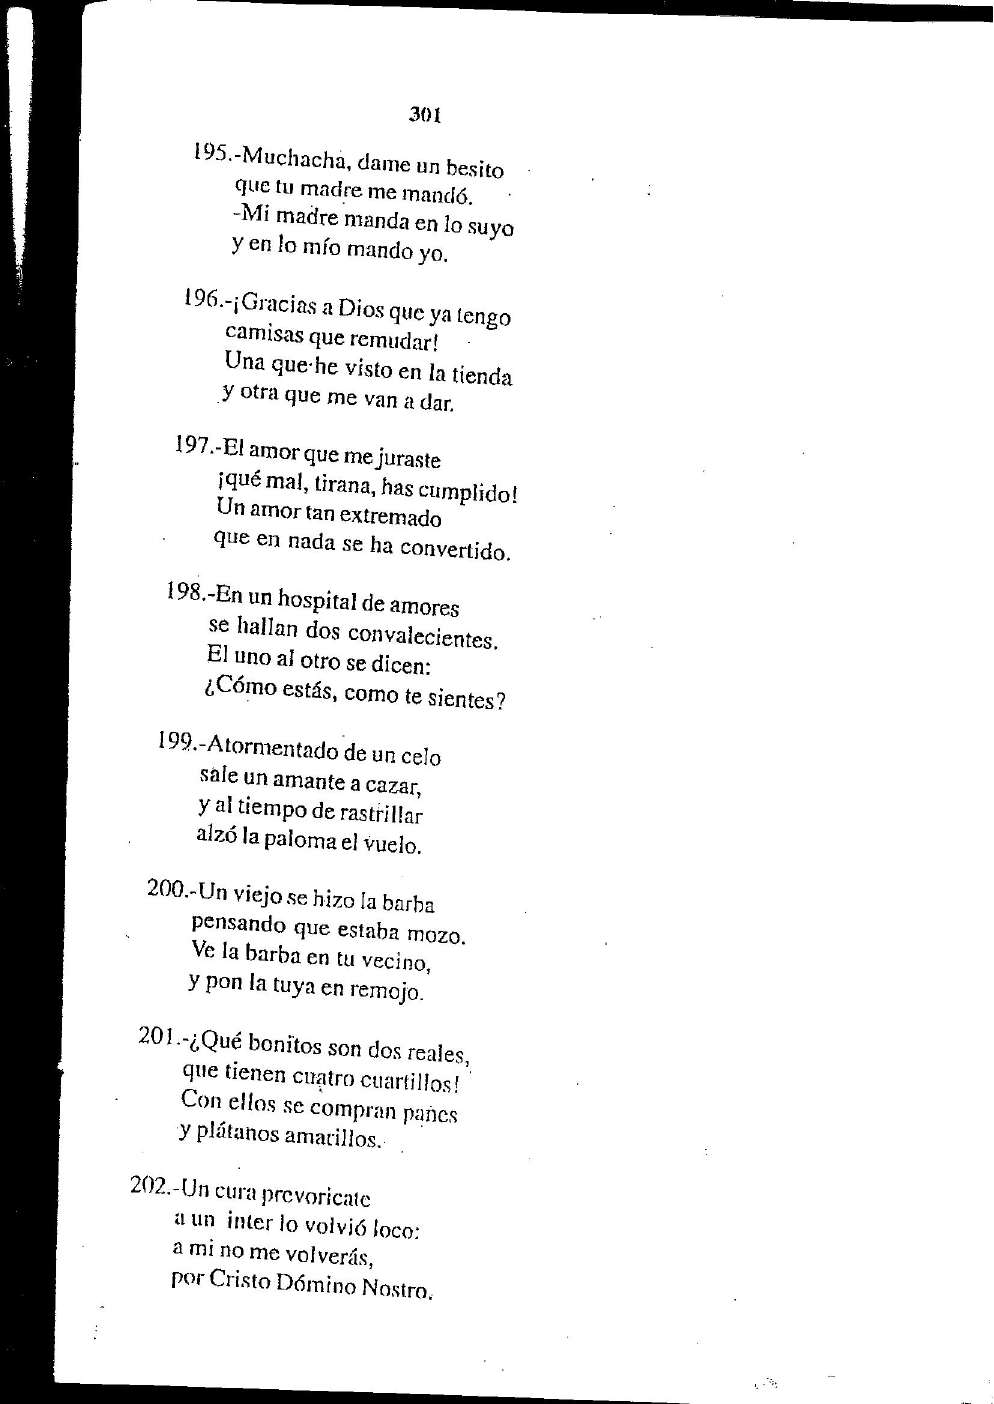 301
195.-Muchacha, dame un besito
que tu madre me mandó.
-Mi madre manda en lo suyo
y en lo mío mando yo.
196.-¡Gracias a Dios que ya tengo
camisas que remudar!
Una que he visto en la tienda
y otra que me van a dar.
197.-El amor que me juraste
¡qué mal, tirana, has cumplido!
Un amor tan extremado
que en nada se ha convertido.
198.-En un hospital de amores
se hallan dos convalecientes.
El uno al otro se dicen:
¿Cómo estás, como te sientes?
199.-Atormentado de un celo
sale un amante a cazar,
y al tiempo de rastrillar
alzó la paloma el vuelo.
200.-Un viejo se hizo la barba
pensando que estaba mozo.
Ve la barba en tu vecino,
y pon la tuya en remojo.
201.-¿Qué bonitos son dos reales,
que tienen cuatro cuartillos!
Con ellos se compran panes
y plátanos amarillos.
202.-Un cura prevoricate
a un inter lo volvió loco:
a mi no me volverás,
por Cristo Dómino Nostro.